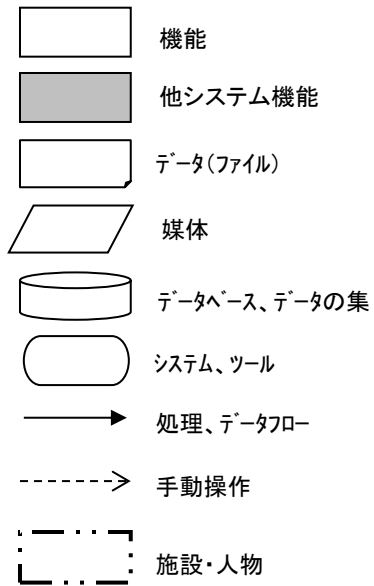 機能
他システム機能
ﾃﾞｰﾀ(ﾌｧｲﾙ)
媒体
ﾃﾞｰﾀﾍﾞｰｽ、ﾃﾞｰﾀの集
ｼｽﾃﾑ、ﾂｰﾙ
処理、ﾃﾞｰﾀﾌﾛｰ
手動操作
施設・人物